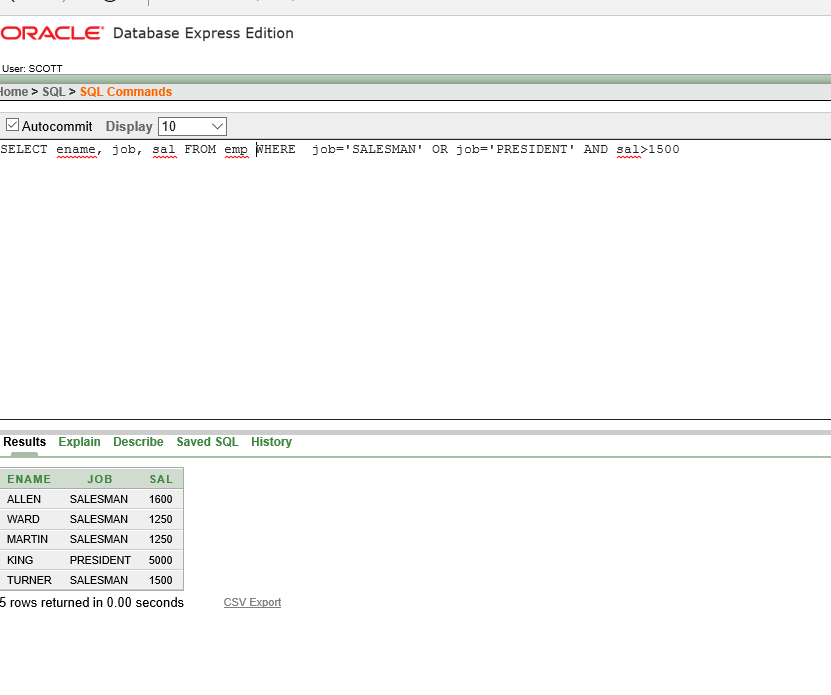 ORACLE Database Express Edition
User: SCOTT
Home > SQL > SQL Commands
Autocommit Display 10
SELECT ename, job, sal FROM emp WHERE  job='SALESMAN' OR job='PRESIDENT' AND sal>1500
Results Explain Describe Saved SQL History
ENAME JOB SAL
ALLEN SALESMAN 1600
WARD SALESMAN 1250
MARTIN SALESMAN 1250
KING PRESIDENT 5000
TURNER SALESMAN 1500
5 rows returned in 0.00 seconds CSV Export